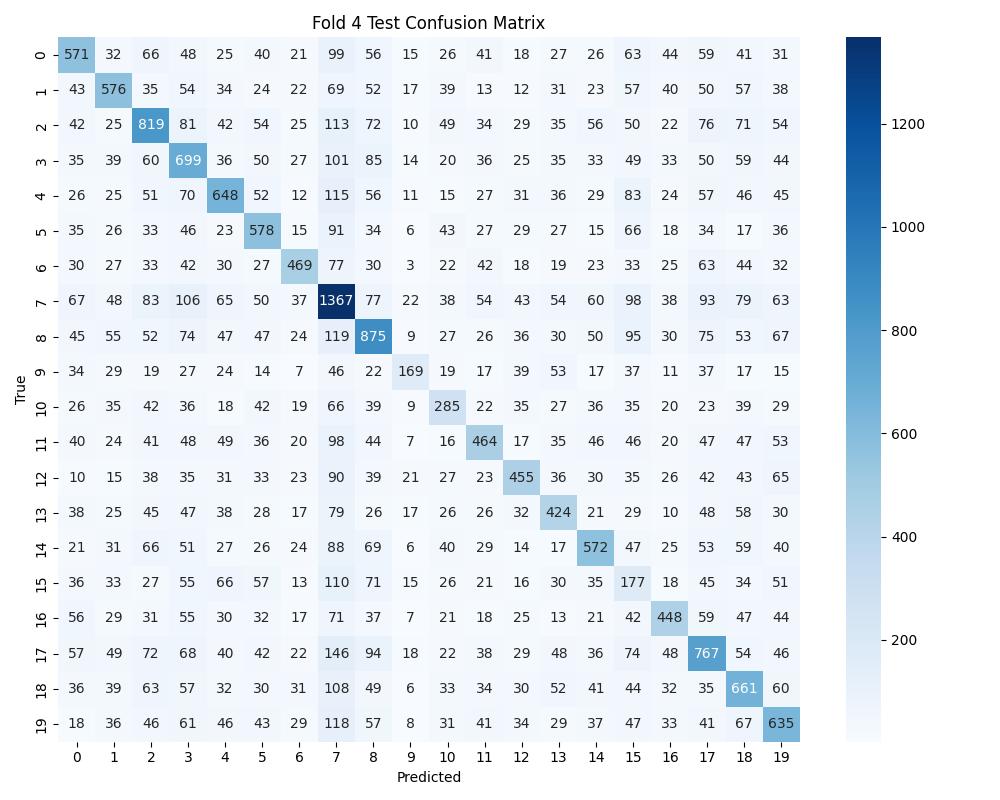 Fold 4 Test Confusion Matrix
0 571 32 66 48 25 40 21 99 56 15 26 41 18 27 26 63 44 59 41 31
1 43 576 35 54 34 24 22 69 52 17 39 13 12 31 23 57 40 50 57 38
2 42 25 819 81 42 54 25 113 72 10 49 34 29 35 56 50 22 76 71 54
3 35 39 60 699 36 50 27 101 85 14 20 36 25 35 33 49 33 50 59 44
4 26 25 51 70 648 52 12 115 56 11 15 27 31 36 29 83 24 57 46 45
5 35 26 33 46 23 578 15 91 34 6 43 27 29 27 15 66 18 34 17 36
6 30 27 33 42 30 27 469 77 30 3 22 42 18 19 23 33 25 63 44 32
7 67 48 83 106 65 50 37 1367 77 22 38 54 43 54 60 98 38 93 79 63
8 45 55 52 74 47 47 24 119 875 9 27 26 36 30 50 95 30 75 53 67
9 34 29 19 27 24 14 7 46 22 169 19 17 39 53 17 37 11 37 17 15
10 26 35 42 36 18 42 19 66 39 9 285 22 35 27 36 35 20 23 39 29
11 40 24 41 48 49 36 20 98 44 7 16 464 17 35 46 46 20 47 47 53
12 10 15 38 35 31 33 23 90 39 21 27 23 455 36 30 35 26 42 43 65
13 38 25 45 47 38 28 17 79 26 17 26 26 32 424 21 29 10 48 58 30
14 21 31 66 51 27 26 24 88 69 6 40 29 14 17 572 47 25 53 59 40
15 36 33 27 55 66 57 13 110 71 15 26 21 16 30 35 177 18 45 34 51
16 56 29 31 55 30 32 17 71 37 7 21 18 25 13 21 42 448 59 47 44
17 57 49 72 68 40 42 22 146 94 18 22 38 29 48 36 74 48 767 54 46
18 36 39 63 57 32 30 31 108 49 6 33 34 30 52 41 44 32 35 661 60
19 18 36 46 61 46 43 29 118 57 8 31 41 34 29 37 47 33 41 67 635
0 1 2 3 4 5 6 7 8 9 10 11 12 13 14 15 16 17 18 19
Predicted
True
1200
1000
800
600
400
200